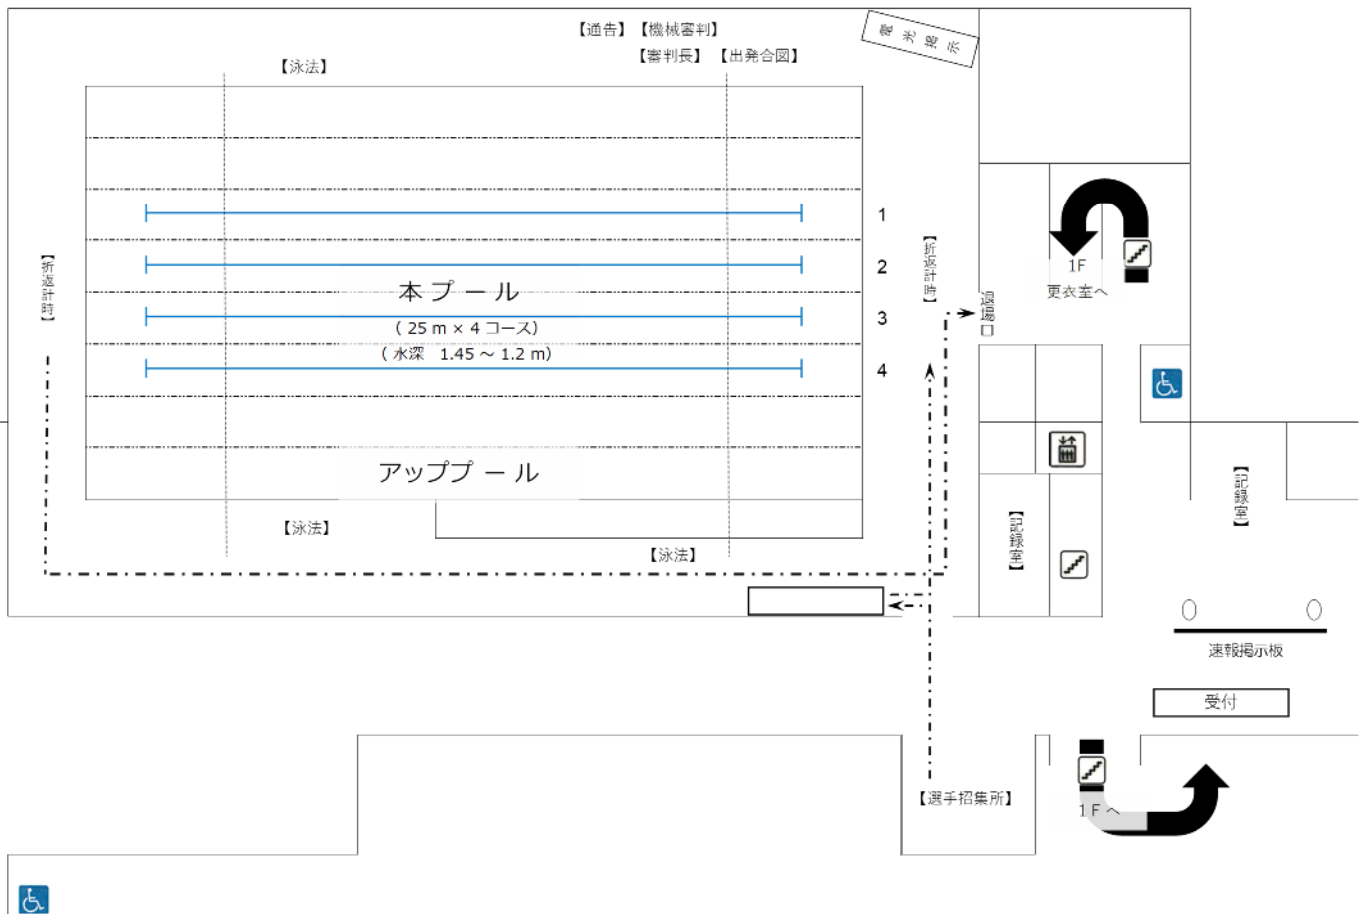 【通告】【機械審判】
電光掲示
【審判長】【出発合図】
【泳法】
1
2
3
4
【折返計時】
【折返計時】
本プール
（ 25 m × 4 コース）
（ 水深 1.45 ～ 1.2 m）
アッププール
【泳法】
【泳法】
退場口
1F
更衣室へ
【記録室】
【記録室】
速報掲示板
受付
【選手招集所】
1 F へ